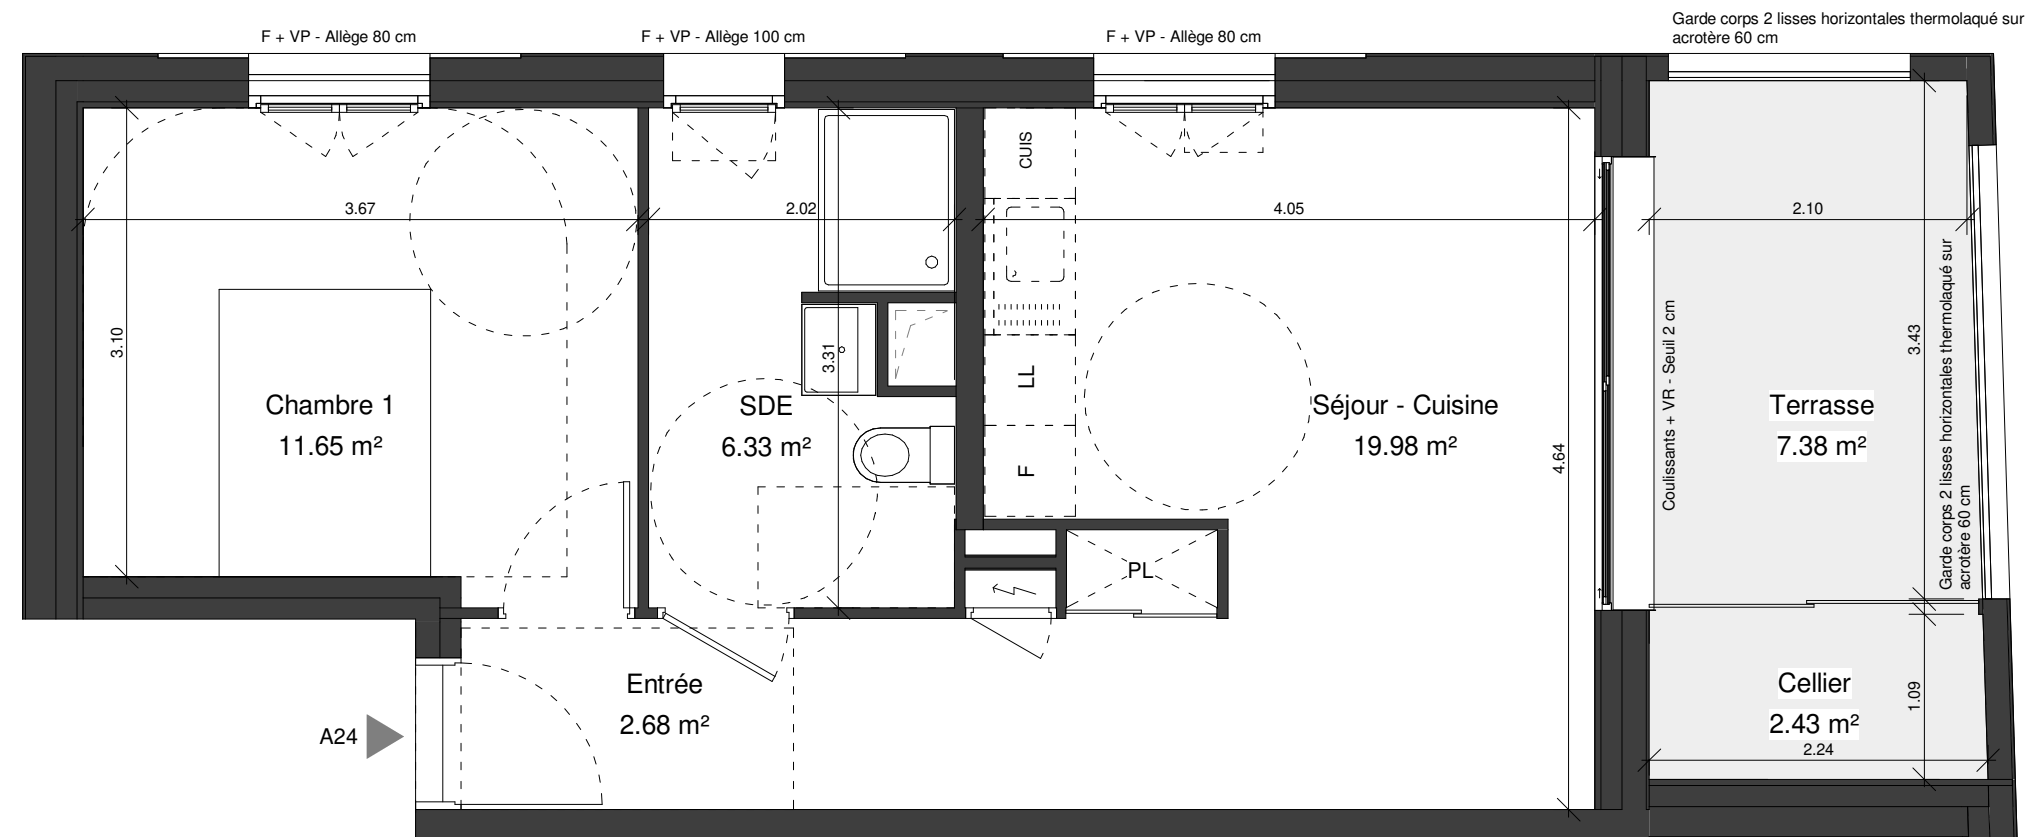 Garde corps 2 lisses horizontales thermolaqué sur
acrotère 60 cm
F + VP - Allège 80 cm
F + VP - Allège 100 cm
F + VP - Allège 80 cm
CUIS
3.67
2.02
4.05
2.10
3.10
3.31
3.43
Coulissants + VR - Seuil 2 cm
Garde corps 2 lisses horizontales thermolaqué sur
acrotère 60 cm
LL
Chambre 1
11.65 m²
SDE
6.33 m²
Séjour - Cuisine
19.98 m²
Terrasse
7.38 m²
F
4.64
PL
Entrée
2.68 m²
Cellier
2.43 m²
1.09
2.24
A24